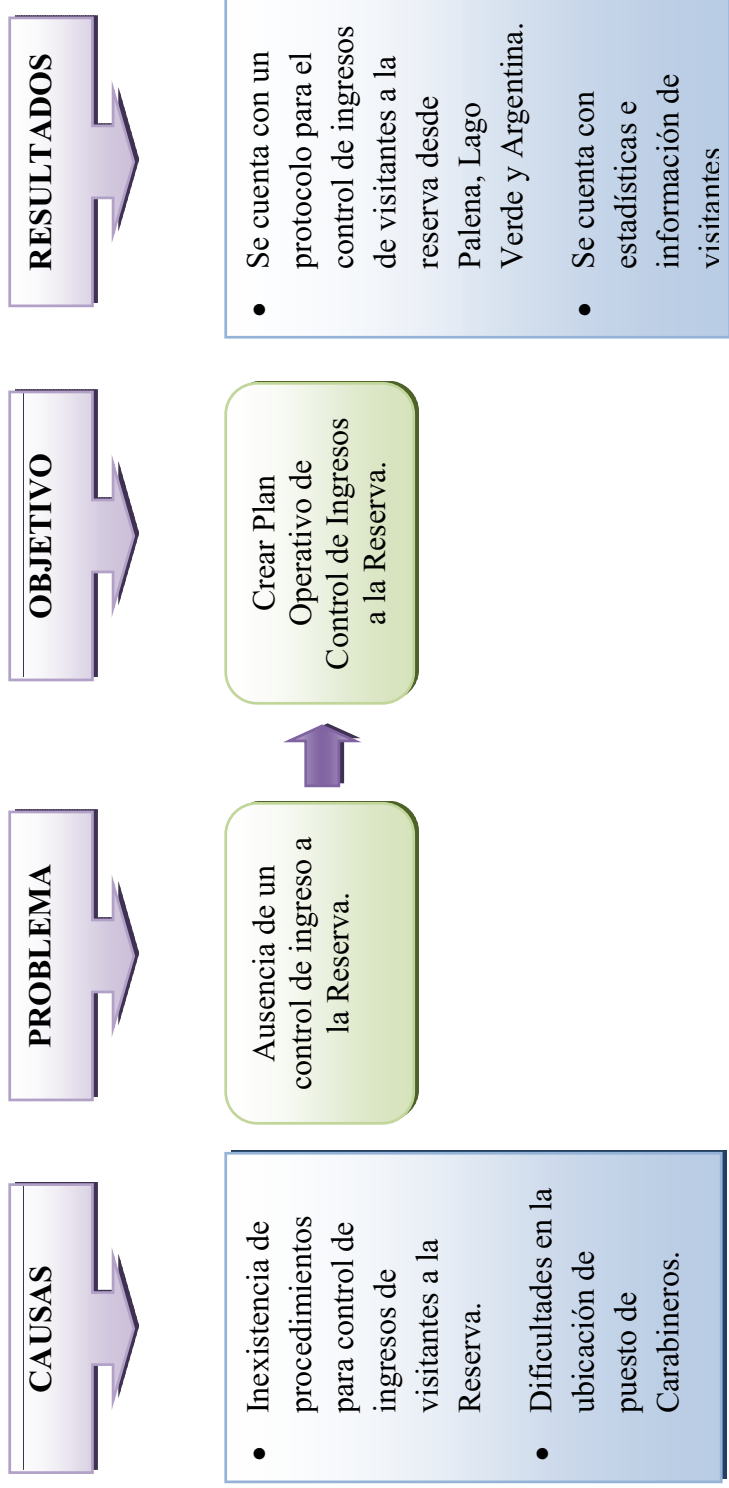 CAUSAS
PROBLEMA
OBJETIVO
RESULTADOS
• Inexistencia de
procedimientos
para control de
ingresos de
visitantes a la
Reserva.
• Dificultades en la
ubicación de
puesto de
Carabineros.
Ausencia de un
control de ingreso a
la Reserva.
Crear Plan
Operativo de
Control de Ingresos
a la Reserva.
• Se cuenta con un
protocolo para el
control de ingresos
de visitantes a la
reserva desde
Palena, Lago
Verde y Argentina.
• Se cuenta con
estadísticas e
información de
visitantes